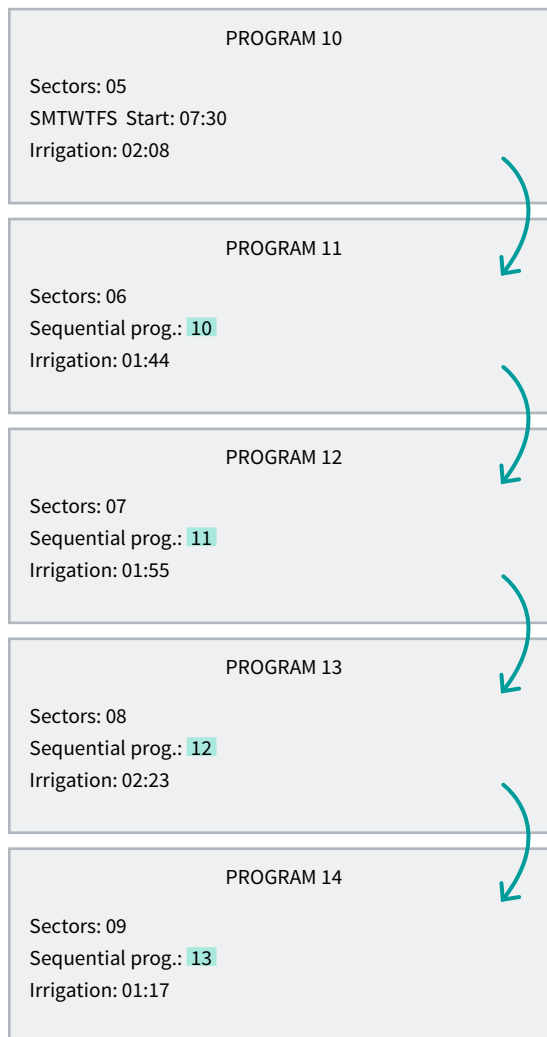 PROGRAM 10
Sectors: 05
SMTWTFS Start: 07:30
Irrigation: 02:08
PROGRAM 11
Sectors: 06
Sequential prog.: 10
Irrigation: 01:44
PROGRAM 12
Sectors: 07
Sequential prog.: 11
Irrigation: 01:55
PROGRAM 13
Sectors: 08
Sequential prog.: 12
Irrigation: 02:23
PROGRAM 14
Sectors: 09
Sequential prog.: 13
Irrigation: 01:17